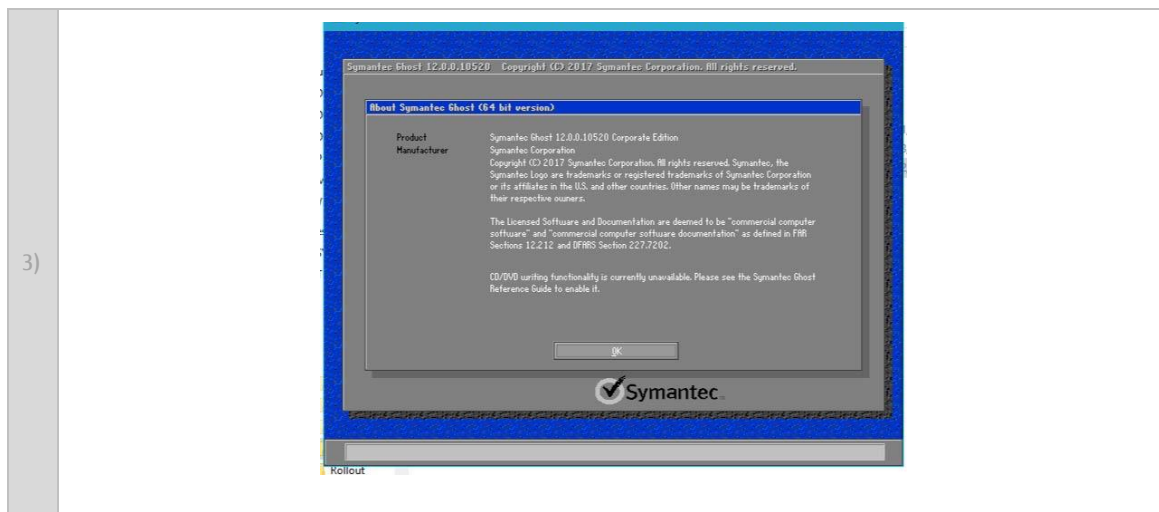 3)
Symantec Ghost 12.0.0.10520 Copyright (C) 2017 Symantec Corporation. All rights reserved.
About Symantec Ghost (64 bit version)
Product Symantec Ghost 12.0.0.10520 Corporate Edition
Manufacturer Symantec Corporation
Copyright (C) 2017 Symantec Corporation. All rights reserved. Symantec, the
Symantec Logo are trademarks or registered trademarks of Symantec Corporation
or its affiliates in the U.S. and other countries. Other names may be trademarks of
their respective owners.
The Licensed Software and Documentation are deemed to be "commercial computer
software" and "commercial computer software documentation" as defined in FAR
Sections 12.212 and DFARS Section 227.7202.
CD/DVD writing functionality is currently unavailable. Please see the Symantec Ghost
Reference Guide to enable it.
OK
Symantec
Rollout